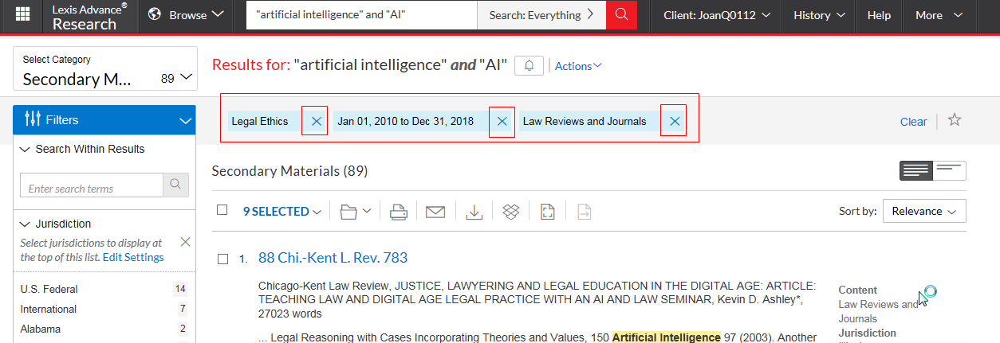 Lexis Advance®
Research
Browse
"artificial intelligence" and "AI"
Search: Everything
Client: JoanQ0112
History
Help
More
Select Category
Secondary M... 89
Results for: "artificial intelligence" and "AI"
Actions
Filters
Legal Ethics
Jan 01, 2010 to Dec 31, 2018
Law Reviews and Journals
Clear
Search Within Results
Enter search terms
Secondary Materials (89)
9 SELECTED
Sort by: Relevance
Jurisdiction
Select jurisdictions to display at
the top of this list. Edit Settings
U.S. Federal 14
International 7
Alabama 2
1. 88 Chi.-Kent L. Rev. 783
Chicago-Kent Law Review, JUSTICE, LAWYERING AND LEGAL EDUCATION IN THE DIGITAL AGE: ARTICLE:
TEACHING LAW AND DIGITAL AGE LEGAL PRACTICE WITH AN AI AND LAW SEMINAR, Kevin D. Ashley*,
27023 words
... Legal Reasoning with Cases Incorporating Theories and Values, 150 Artificial Intelligence 97 (2003). Another
Content
Law Reviews and
Journals
Jurisdiction